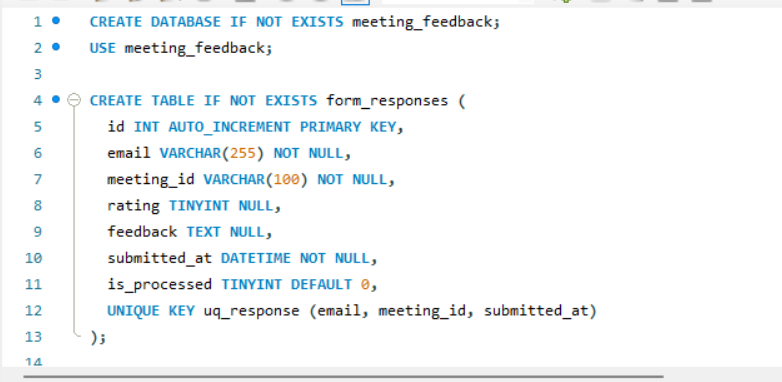 1 CREATE DATABASE IF NOT EXISTS meeting_feedback;
2 USE meeting_feedback;
3
4 CREATE TABLE IF NOT EXISTS form_responses (
5 id INT AUTO_INCREMENT PRIMARY KEY,
6 email VARCHAR(255) NOT NULL,
7 meeting_id VARCHAR(100) NOT NULL,
8 rating TINYINT NULL,
9 feedback TEXT NULL,
10 submitted_at DATETIME NOT NULL,
11 is_processed TINYINT DEFAULT 0,
12 UNIQUE KEY uq_response (email, meeting_id, submitted_at)
13 );
14